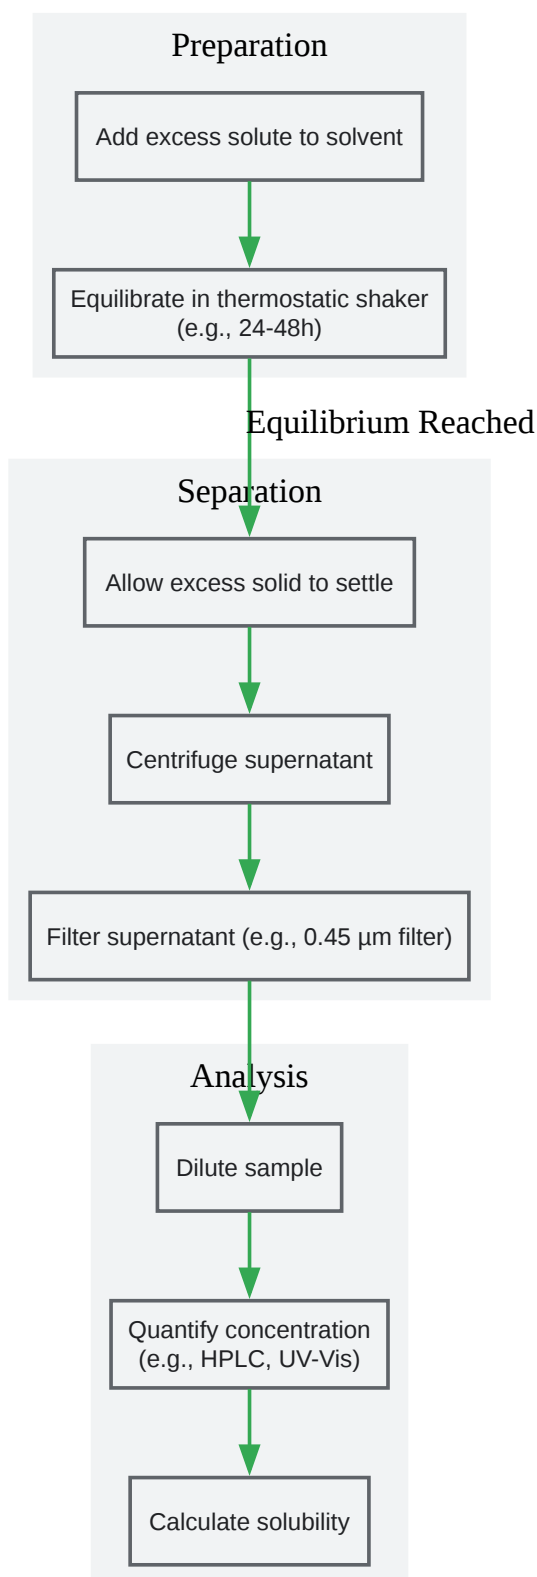 Preparation
Add excess solute to solvent
Equilibrate in thermostatic shaker
(e.g., 24-48h)
Equilibrium Reached
Separation
Allow excess solid to settle
Centrifuge supernatant
Filter supernatant (e.g., 0.45 µm filter)
Analysis
Dilute sample
Quantify concentration
(e.g., HPLC, UV-Vis)
Calculate solubility